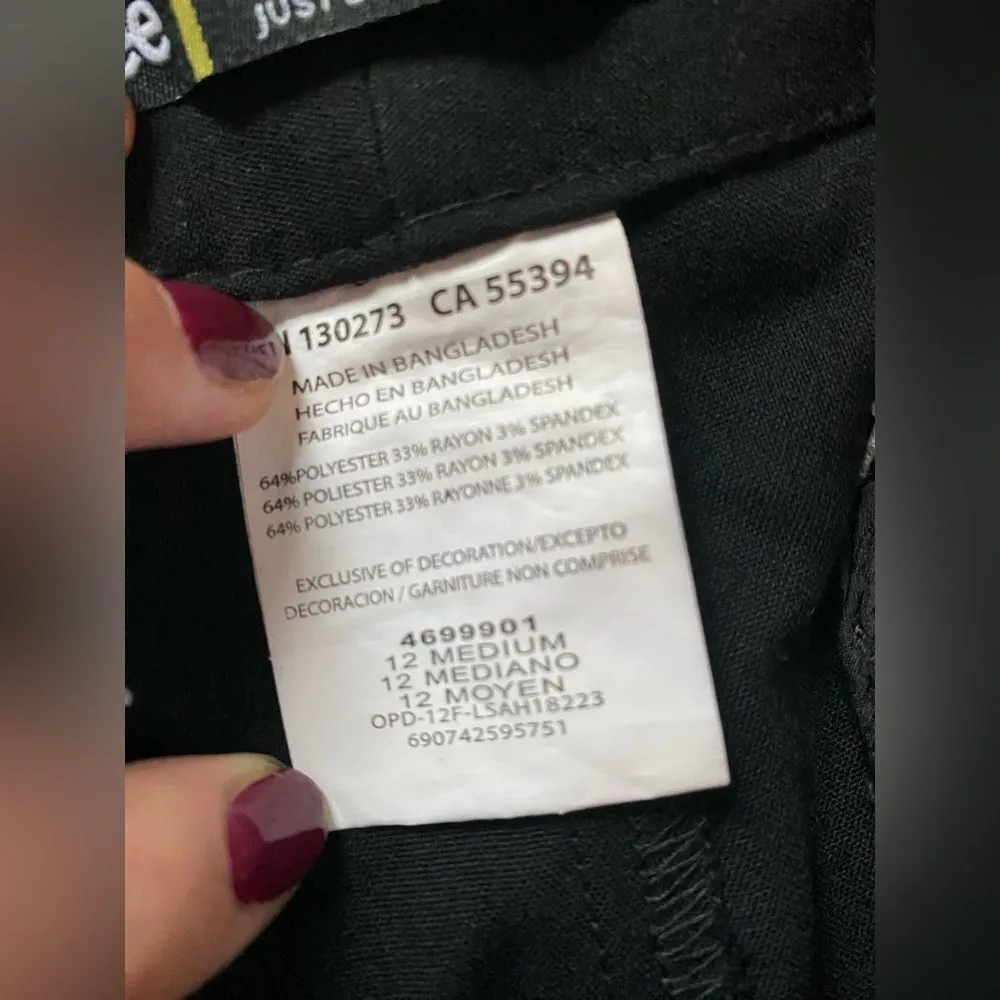 JUST
N 130273 CA 55394
MADE IN BANGLADESH
HECHO EN BANGLADESH
FABRIQUE AU BANGLADESH
64%POLYESTER 33% RAYON 3% SPANDEX
64% POLIESTER 33% RAYON 3% SPANDEX
64% POLYESTER 33% RAYONNE 3% SPANDEX
EXCLUSIVE OF DECORATION/EXCEPTO
DECORACION / GARNITURE NON COMPRISE
4699901
12 MEDIUM
12 MEDIANO
12 MOYEN
OPD-12F-LSAH18223
690742595751